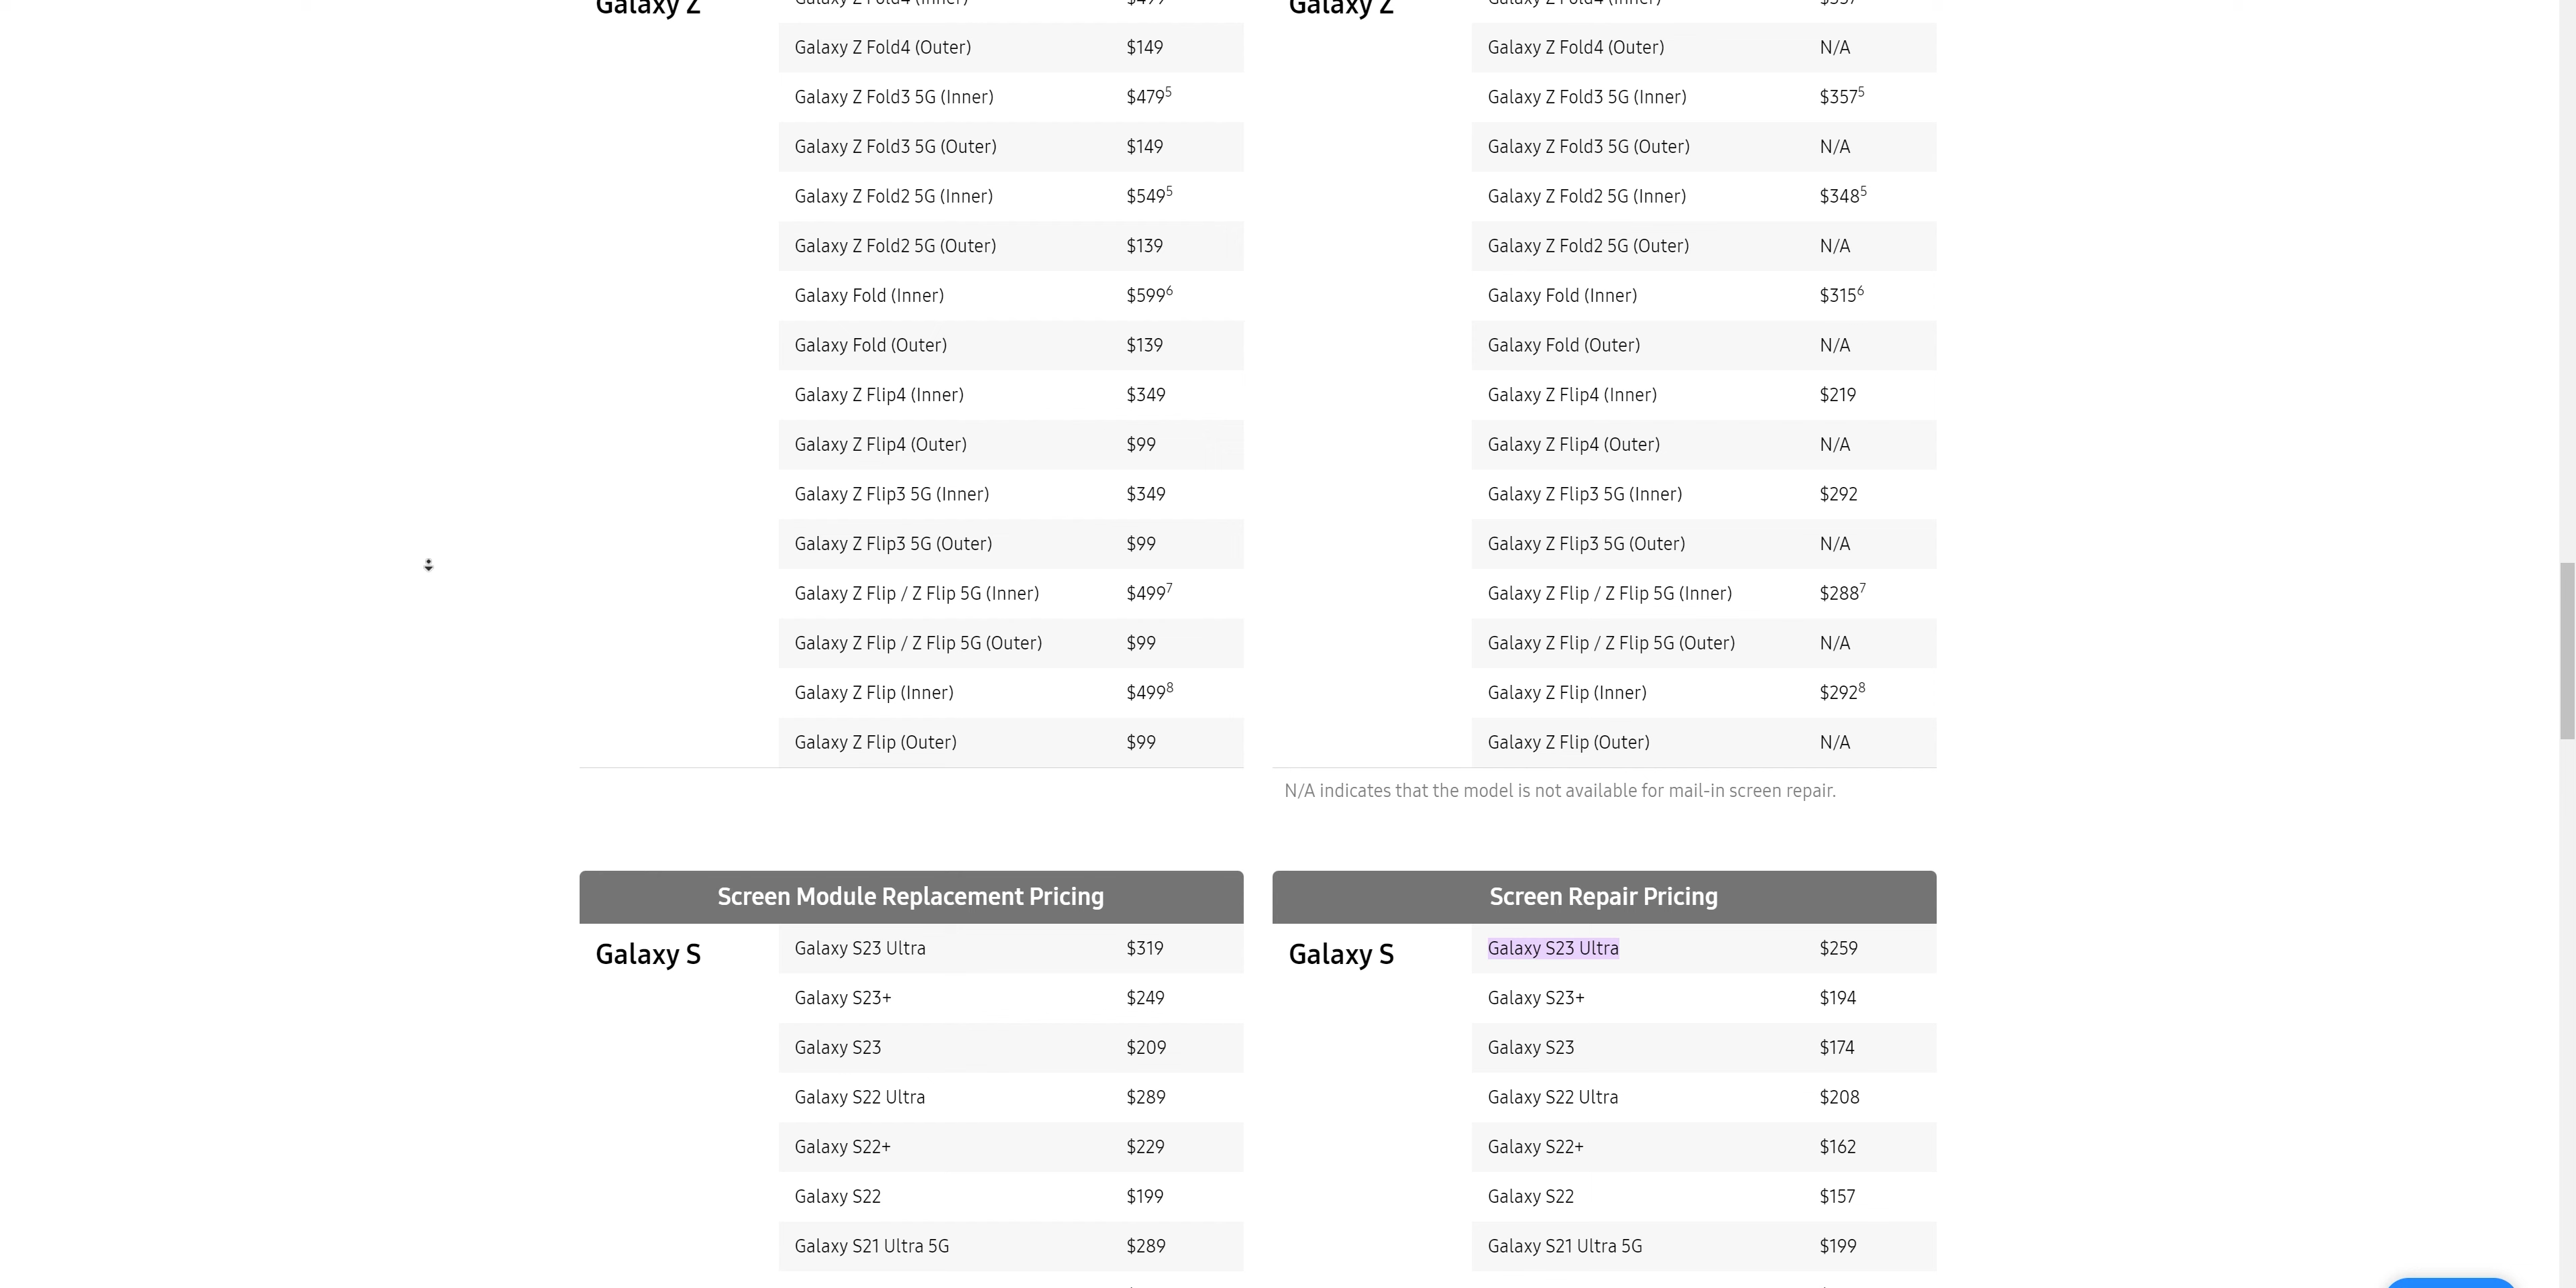 Galaxy Z
Galaxy Z Fold4 (Inner) $499
Galaxy Z Fold4 (Outer) $149
Galaxy Z Fold3 5G (Inner) $479⁵
Galaxy Z Fold3 5G (Outer) $149
Galaxy Z Fold2 5G (Inner) $549⁵
Galaxy Z Fold2 5G (Outer) $139
Galaxy Fold (Inner) $599⁶
Galaxy Fold (Outer) $139
Galaxy Z Flip4 (Inner) $349
Galaxy Z Flip4 (Outer) $99
Galaxy Z Flip3 5G (Inner) $349
Galaxy Z Flip3 5G (Outer) $99
Galaxy Z Flip / Z Flip 5G (Inner) $499⁷
Galaxy Z Flip / Z Flip 5G (Outer) $99
Galaxy Z Flip (Inner) $499⁸
Galaxy Z Flip (Outer) $99
Galaxy Z
Galaxy Z Fold4 (Inner) $357
Galaxy Z Fold4 (Outer) N/A
Galaxy Z Fold3 5G (Inner) $357⁵
Galaxy Z Fold3 5G (Outer) N/A
Galaxy Z Fold2 5G (Inner) $348⁵
Galaxy Z Fold2 5G (Outer) N/A
Galaxy Fold (Inner) $315⁶
Galaxy Fold (Outer) N/A
Galaxy Z Flip4 (Inner) $219
Galaxy Z Flip4 (Outer) N/A
Galaxy Z Flip3 5G (Inner) $292
Galaxy Z Flip3 5G (Outer) N/A
Galaxy Z Flip / Z Flip 5G (Inner) $288⁷
Galaxy Z Flip / Z Flip 5G (Outer) N/A
Galaxy Z Flip (Inner) $292⁸
Galaxy Z Flip (Outer) N/A
N/A indicates that the model is not available for mail-in screen repair.
Screen Module Replacement Pricing
Galaxy S
Galaxy S23 Ultra $319
Galaxy S23+ $249
Galaxy S23 $209
Galaxy S22 Ultra $289
Galaxy S22+ $229
Galaxy S22 $199
Galaxy S21 Ultra 5G $289
Screen Repair Pricing
Galaxy S
Galaxy S23 Ultra $259
Galaxy S23+ $194
Galaxy S23 $174
Galaxy S22 Ultra $208
Galaxy S22+ $162
Galaxy S22 $157
Galaxy S21 Ultra 5G $199